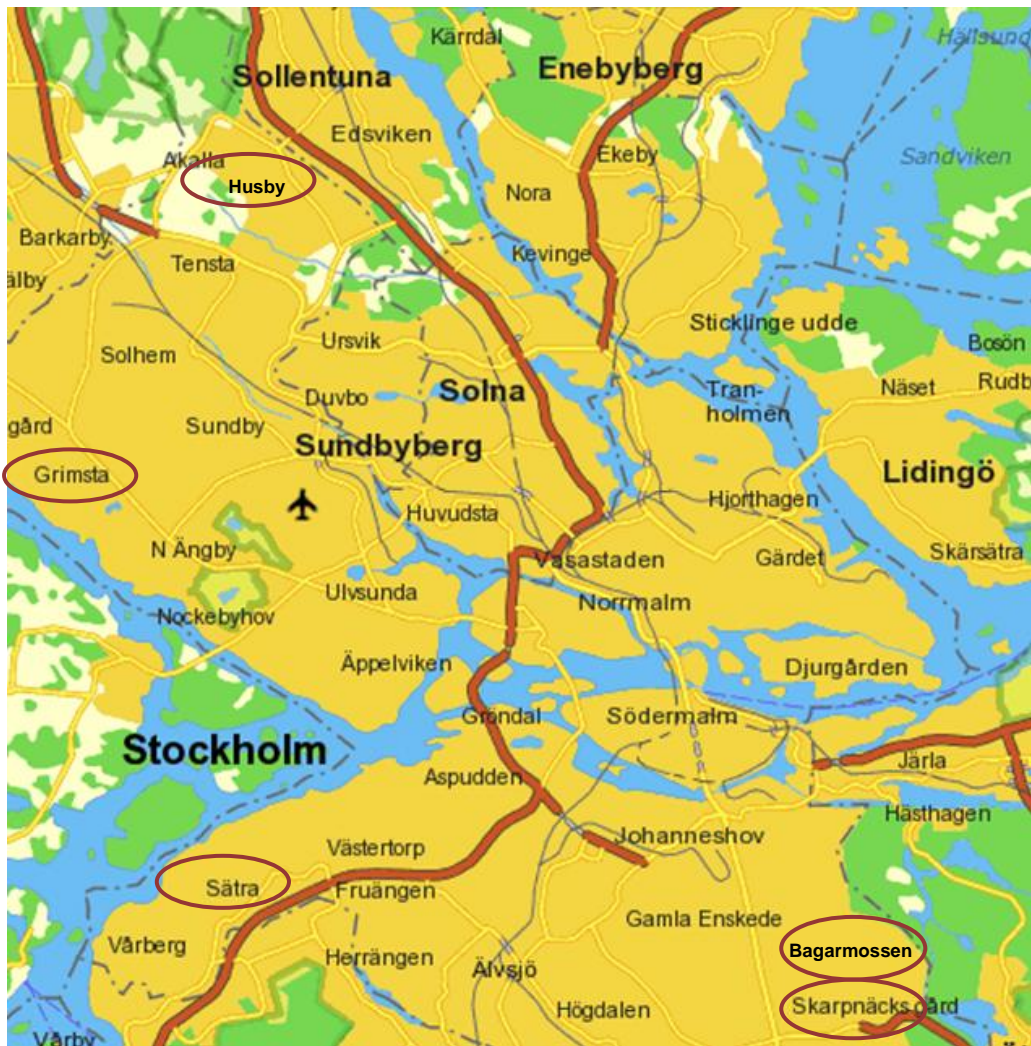 Kärrdal
Hällsund
Sollentuna
Enebyberg
Edsviken
Akalla
Husby
Ekeby
Sandviken
Nora
Barkarby
Kevinge
Tensta
älby
Sticklinge udde
Ursvik
Bosön
Solhem
Solna
Tran-
holmen
Näset
Rudb
Duvbo
gård
Sundby
Sundbyberg
Grimsta
Lidingö
Hjorthagen
Huvudsta
N Ängby
Vasastaden
Gärdet
Skärsätra
Ulvsunda
Norrmalm
Nockebyhov
Äppelviken
Djurgården
Gröndal
Södermalm
Stockholm
Järla
Aspudden
Hästhagen
Johanneshov
Västertorp
Sätra
Fruängen
Gamla Enskede
Vårberg
Bagarmossen
Herrängen
Älvsjö
Högdalen
Skarpnäcks gård
Vårby